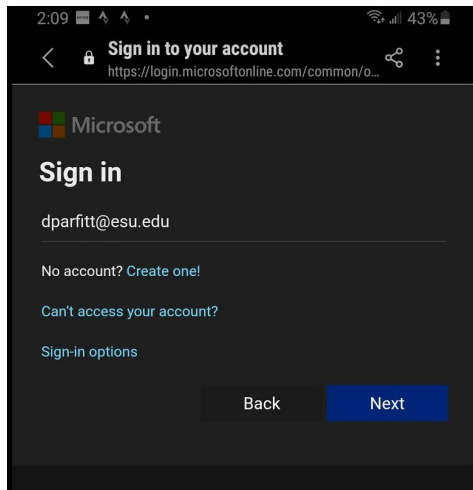 2:09 43%
Sign in to your account
https://login.microsoftonline.com/common/o...
Microsoft
Sign in
dparfitt@esu.edu
No account? Create one!
Can't access your account?
Sign-in options
Back Next